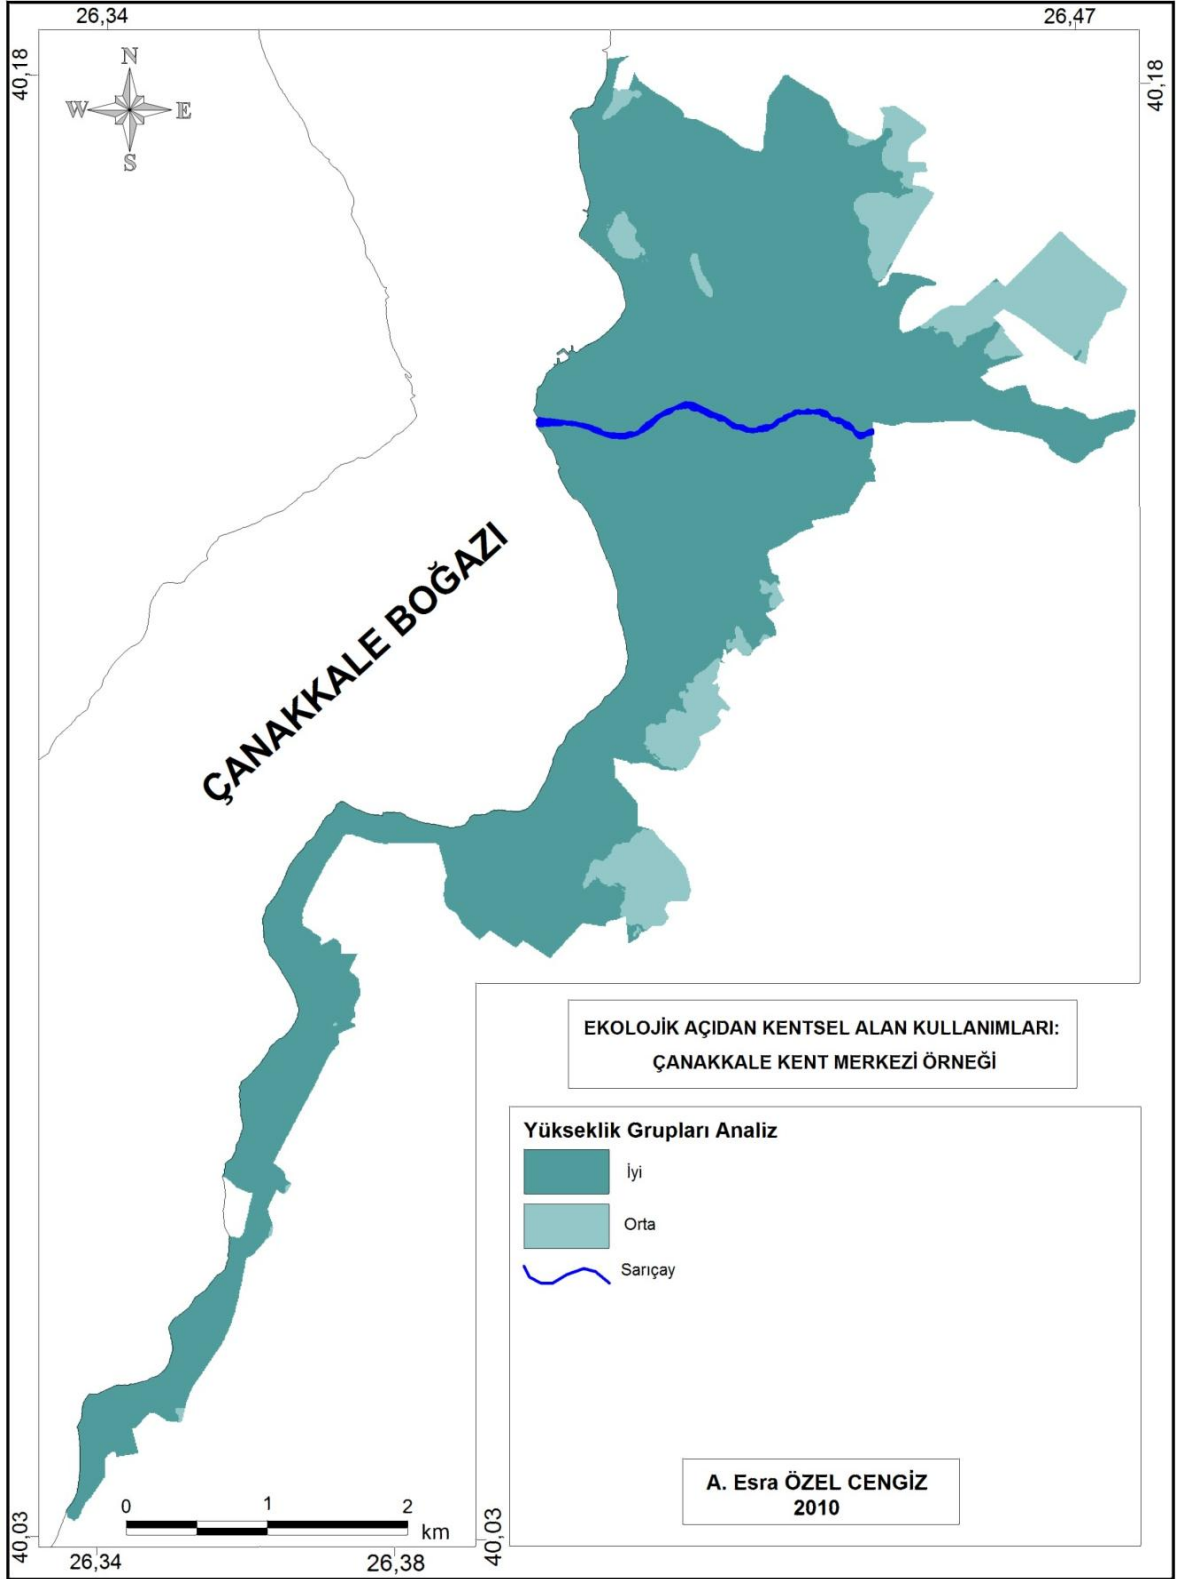 26,34
26,47
40,18
40,18
N
W
E
S
ÇANAKKALE BOĞAZI
EKOLOJİK AÇIDAN KENTSEL ALAN KULLANIMLARI:
ÇANAKKALE KENT MERKEZİ ÖRNEĞİ
Yükseklik Grupları Analiz
İyi
Orta
Sarıçay
A. Esra ÖZEL CENGİZ
2010
0 1 2
km
40,03
40,03
26,34
26,38